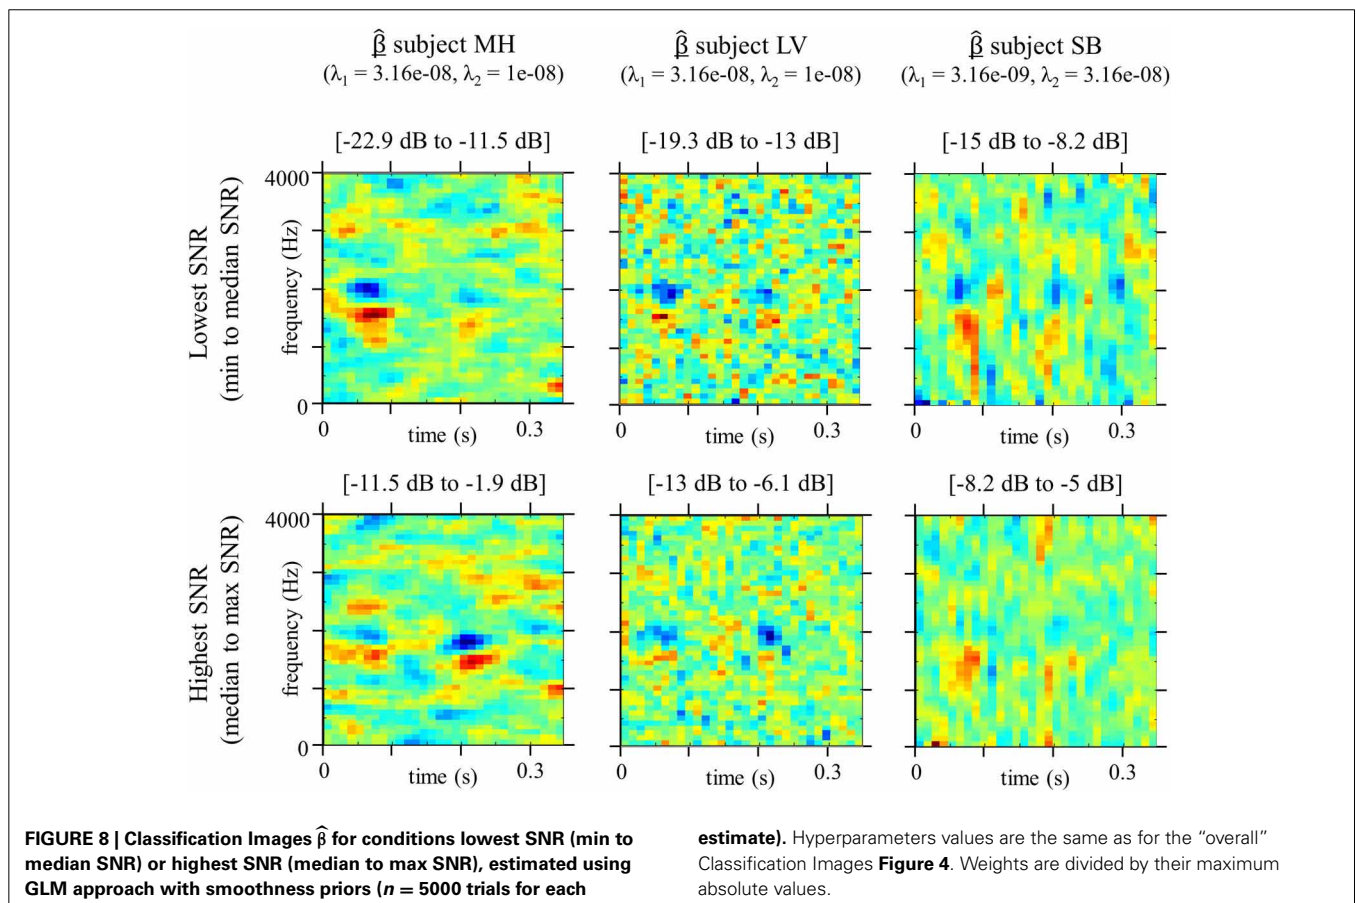 β̂ subject MH
(λ₁ = 3.16e-08, λ₂ = 1e-08)
β̂ subject LV
(λ₁ = 3.16e-08, λ₂ = 1e-08)
β̂ subject SB
(λ₁ = 3.16e-09, λ₂ = 3.16e-08)
Lowest SNR
(min to median SNR)
[-22.9 dB to -11.5 dB]
[-19.3 dB to -13 dB]
[-15 dB to -8.2 dB]
4000
frequency (Hz)
0
0 time (s) 0.3
0 time (s) 0.3
0 time (s) 0.3
Highest SNR
(median to max SNR)
[-11.5 dB to -1.9 dB]
[-13 dB to -6.1 dB]
[-8.2 dB to -5 dB]
4000
frequency (Hz)
0
0 time (s) 0.3
0 time (s) 0.3
0 time (s) 0.3
FIGURE 8 | Classification Images β̂ for conditions lowest SNR (min to
median SNR) or highest SNR (median to max SNR), estimated using
GLM approach with smoothness priors (n = 5000 trials for each
estimate). Hyperparameters values are the same as for the “overall”
Classification Images Figure 4. Weights are divided by their maximum
absolute values.